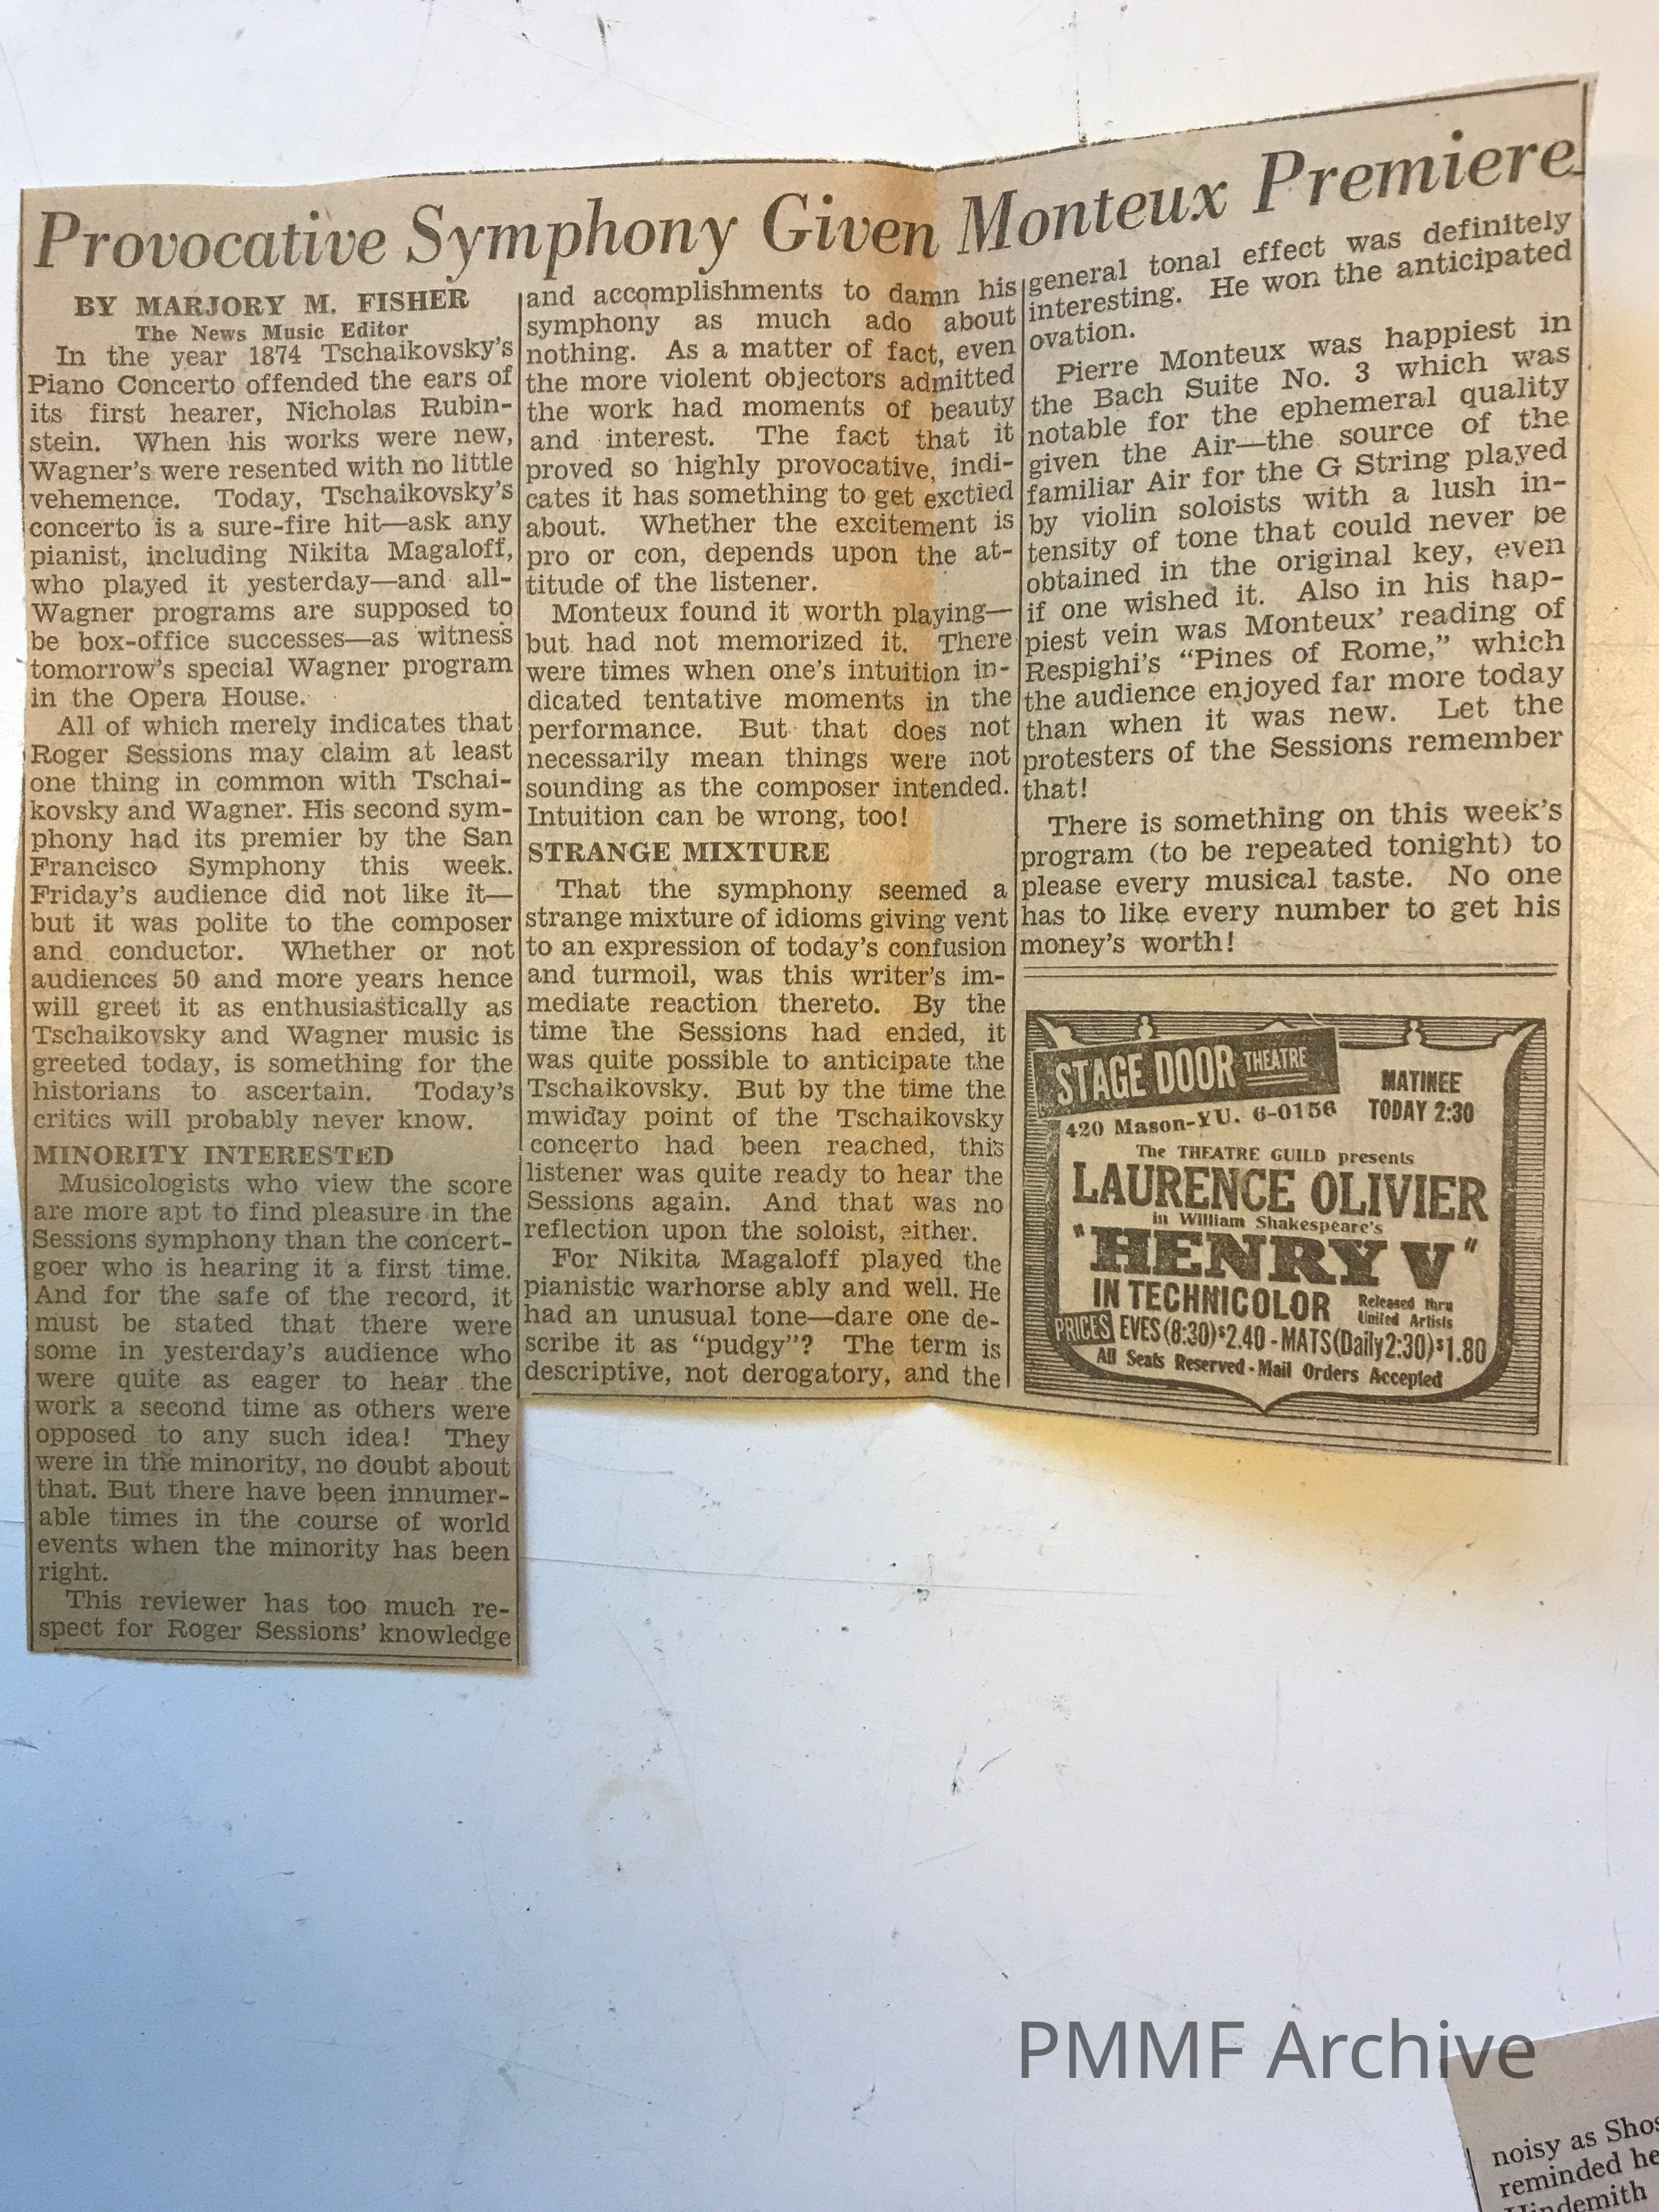 Provocative Symphony Given Monteux Premiere
BY MARJORY M. FISHER
The News Music Editor
In the year 1874 Tschaikovsky's
Piano Concerto offended the ears of
its first hearer, Nicholas Rubin-
stein. When his works were new,
Wagner's were resented with no little
vehemence. Today, Tschaikovsky's
concerto is a sure-fire hit—ask any
pianist, including Nikita Magaloff,
who played it yesterday—and all-
Wagner programs are supposed to
be box-office successes—as witness
tomorrow's special Wagner program
in the Opera House.
All of which merely indicates that
Roger Sessions may claim at least
one thing in common with Tschai-
kovsky and Wagner. His second sym-
phony had its premier by the San
Francisco Symphony this week.
Friday's audience did not like it—
but it was polite to the composer
and conductor. Whether or not
audiences 50 and more years hence
will greet it as enthusiastically as
Tschaikovsky and Wagner music is
greeted today, is something for the
historians to ascertain. Today's
critics will probably never know.
MINORITY INTERESTED
Musicologists who view the score
are more apt to find pleasure in the
Sessions symphony than the concert-
goer who is hearing it a first time.
And for the safe of the record, it
must be stated that there were
some in yesterday's audience who
were quite as eager to hear the
work a second time as others were
opposed to any such idea! They
were in the minority, no doubt about
that. But there have been innumer-
able times in the course of world
events when the minority has been
right.
This reviewer has too much re-
spect for Roger Sessions' knowledge
and accomplishments to damn his
symphony as much ado about
nothing. As a matter of fact, even
the more violent objectors admitted
the work had moments of beauty
and interest. The fact that it
proved so highly provocative, indi-
cates it has something to get exctied
about. Whether the excitement is
pro or con, depends upon the at-
titude of the listener.
Monteux found it worth playing—
but had not memorized it. There
were times when one's intuition in-
dicated tentative moments in the
performance. But that does not
necessarily mean things were not
sounding as the composer intended.
Intuition can be wrong, too!
STRANGE MIXTURE
That the symphony seemed a
strange mixture of idioms giving vent
to an expression of today's confusion
and turmoil, was this writer's im-
mediate reaction thereto. By the
time the Sessions had ended, it
was quite possible to anticipate the
Tschaikovsky. But by the time the
mwiday point of the Tschaikovsky
concerto had been reached, this
listener was quite ready to hear the
Sessions again. And that was no
reflection upon the soloist, either.
For Nikita Magaloff played the
pianistic warhorse ably and well. He
had an unusual tone—dare one de-
scribe it as "pudgy"? The term is
descriptive, not derogatory, and the
general tonal effect was definitely
interesting. He won the anticipated
ovation.
Pierre Monteux was happiest in
the Bach Suite No. 3 which was
notable for the ephemeral quality
given the Air—the source of the
familiar Air for the G String played
by violin soloists with a lush in-
tensity of tone that could never be
obtained in the original key, even
if one wished it. Also in his hap-
piest vein was Monteux' reading of
Respighi's "Pines of Rome," which
the audience enjoyed far more today
than when it was new. Let the
protesters of the Sessions remember
that!
There is something on this week's
program (to be repeated tonight) to
please every musical taste. No one
has to like every number to get his
money's worth!
STAGE DOOR THEATRE
MATINEE
TODAY 2:30
420 Mason-YU. 6-0156
The THEATRE GUILD presents
LAURENCE OLIVIER
in William Shakespeare's
"HENRY V"
IN TECHNICOLOR
Released thru
United Artists
PRICES EVES (8:30) $2.40 - MATS (Daily 2:30) $1.80
All Seats Reserved - Mail Orders Accepted
PMMF Archive
noisy as Shos
reminded he
Hindemith